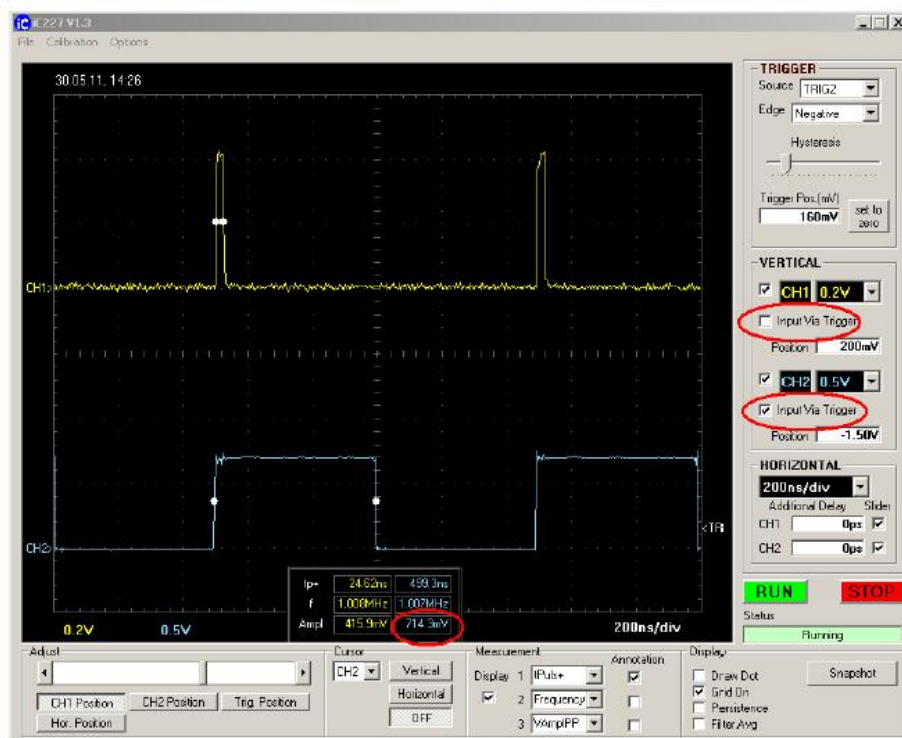 iC227 V1.3
File Calibration Options
30.05.11. 14:26
CH1>
CH2>
<TRI
tp+ 24.62ns 499.3ns
f 1.008MHz 1.007MHz
Ampl 415.9mV 714.3mV
0.2V 0.5V 200ns/div
TRIGGER
Source TRIG2
Edge Negative
Hysteresis
Trigger Pos.(mV)
160mV set to zero
VERTICAL
CH1 0.2V
Input Via Trigger
Position 200mV
CH2 0.5V
Input Via Trigger
Position -1.50V
HORIZONTAL
200ns/div
Additional Delay Slider
CH1 0ps
CH2 0ps
RUN STOP
Status
Running
Adjust
CH1 Position CH2 Position Trig. Position
Hor. Position
Cursor
CH2 Vertical
Horizontal
OFF
Measurement
Annotation
Display 1 tPuls+
2 Frequency
3 VAmplPP
Display
Draw Dot
Grid On
Persistence
Filter.Avg
Snapshot